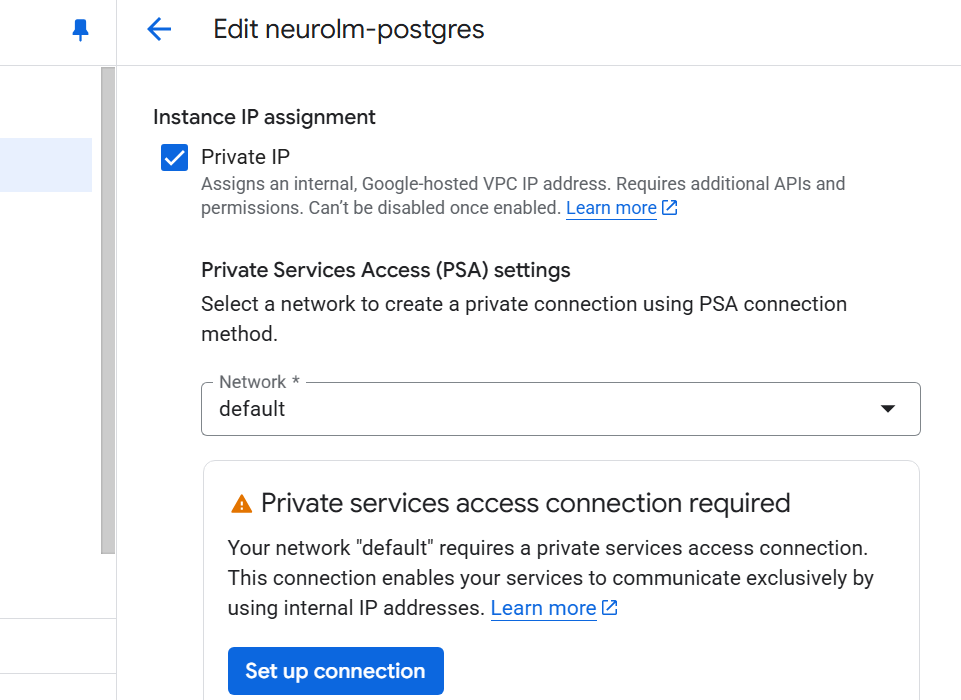 Edit neurolm-postgres
Instance IP assignment
Private IP
Assigns an internal, Google-hosted VPC IP address. Requires additional APIs and
permissions. Can’t be disabled once enabled. Learn more
Private Services Access (PSA) settings
Select a network to create a private connection using PSA connection
method.
Network *
default
Private services access connection required
Your network "default" requires a private services access connection.
This connection enables your services to communicate exclusively by
using internal IP addresses. Learn more
Set up connection